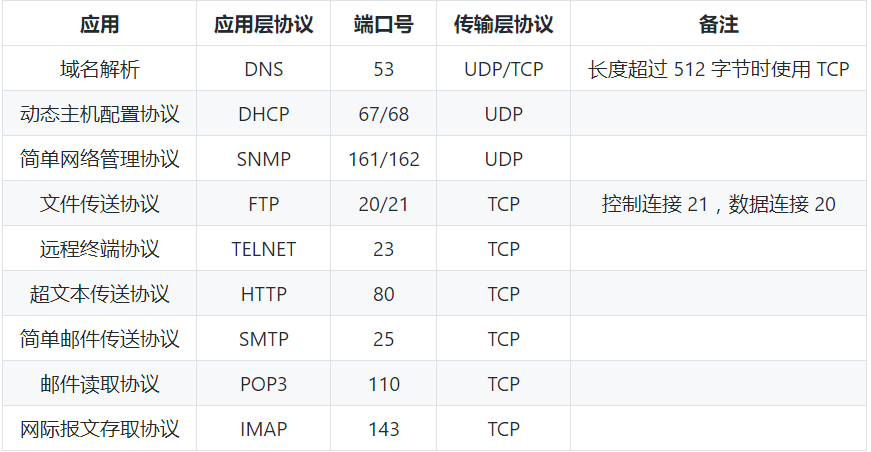 应用 应用层协议 端口号 传输层协议 备注
域名解析 DNS 53 UDP/TCP 长度超过 512 字节时使用 TCP
动态主机配置协议 DHCP 67/68 UDP
简单网络管理协议 SNMP 161/162 UDP
文件传送协议 FTP 20/21 TCP 控制连接 21，数据连接 20
远程终端协议 TELNET 23 TCP
超文本传送协议 HTTP 80 TCP
简单邮件传送协议 SMTP 25 TCP
邮件读取协议 POP3 110 TCP
网际报文存取协议 IMAP 143 TCP